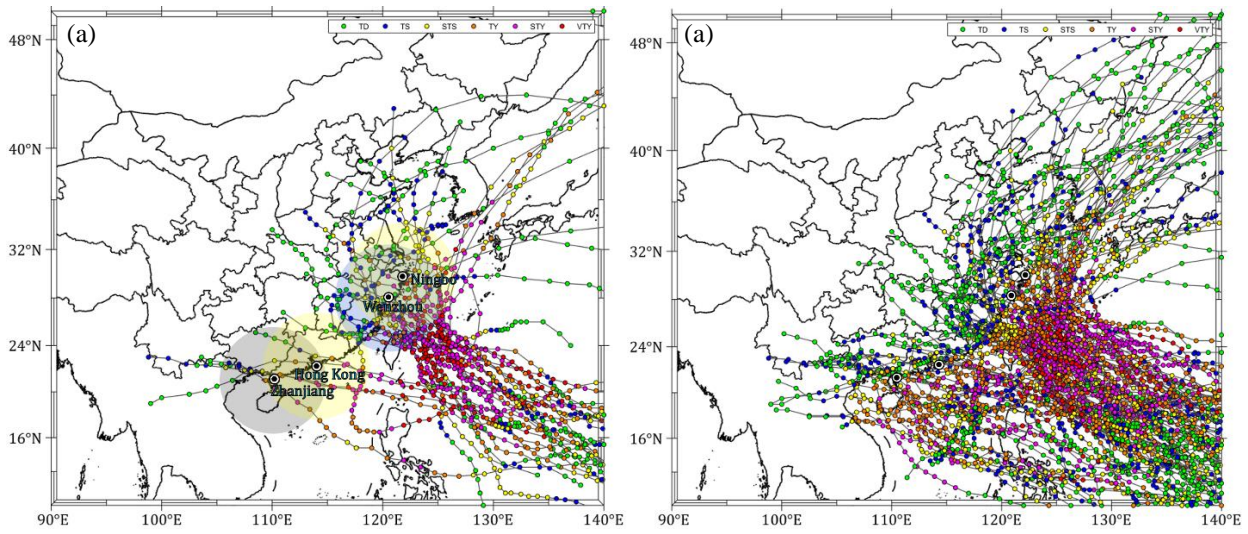 (a)
TD TS STS TY STY VTY
48°N
40°N
32°N
24°N
16°N
Ningbo
Wenzhou
Hong Kong
Zhanjiang
90°E 100°E 110°E 120°E 130°E 140°E
(a)
TD TS STS TY STY VTY
48°N
40°N
32°N
24°N
16°N
90°E 100°E 110°E 120°E 130°E 140°E